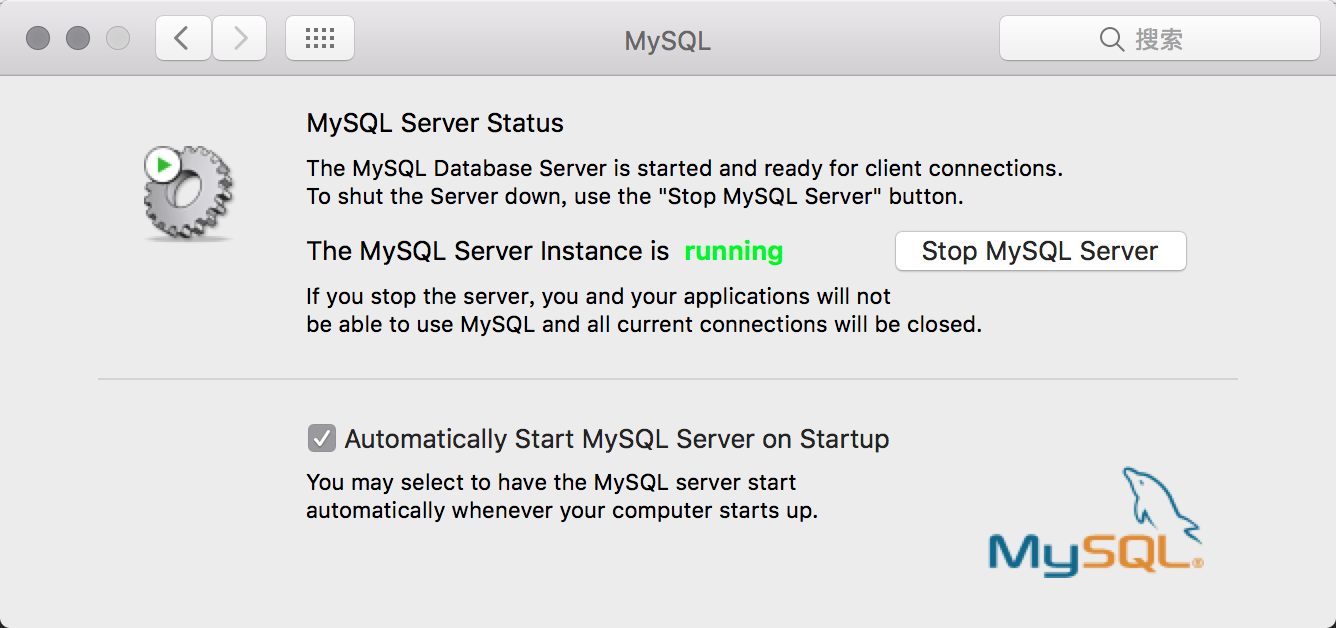 MySQL
搜索
MySQL Server Status
The MySQL Database Server is started and ready for client connections.
To shut the Server down, use the "Stop MySQL Server" button.
The MySQL Server Instance is running
Stop MySQL Server
If you stop the server, you and your applications will not
be able to use MySQL and all current connections will be closed.
Automatically Start MySQL Server on Startup
You may select to have the MySQL server start
automatically whenever your computer starts up.
MySQL®